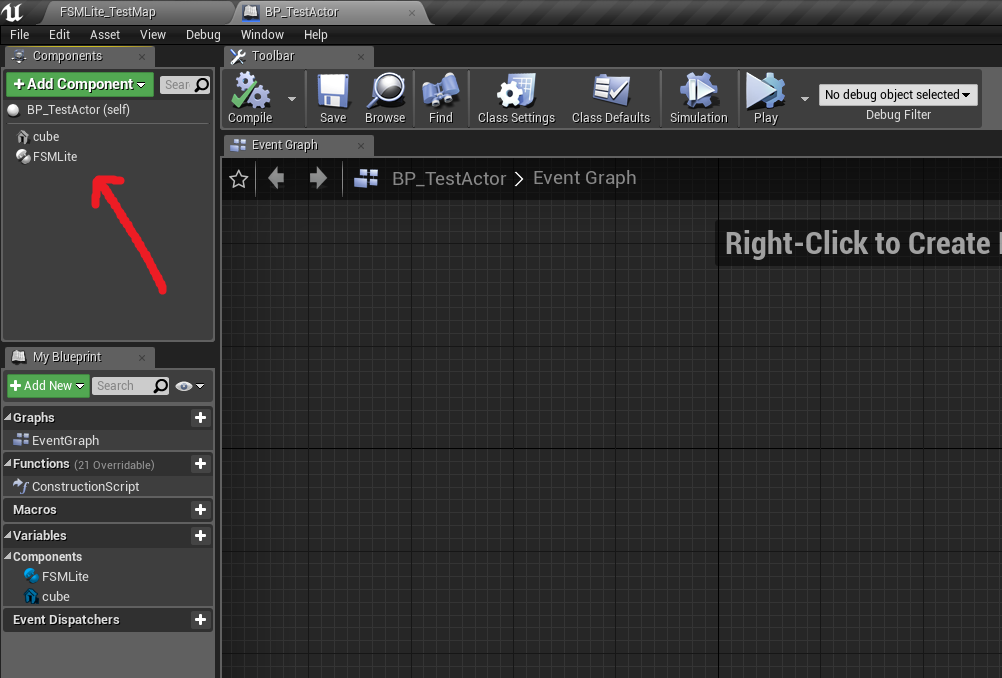 FSMLite_TestMap
BP_TestActor
File Edit Asset View Debug Window Help
Components
Toolbar
Add Component
Sear
BP_TestActor (self)
cube
FSMLite
Compile
Save
Browse
Find
Class Settings
Class Defaults
Simulation
Play
No debug object selected
Debug Filter
Event Graph
BP_TestActor > Event Graph
Right-Click to Create
My Blueprint
Add New
Search
Graphs
EventGraph
Functions (21 Overridable)
ConstructionScript
Macros
Variables
Components
FSMLite
cube
Event Dispatchers